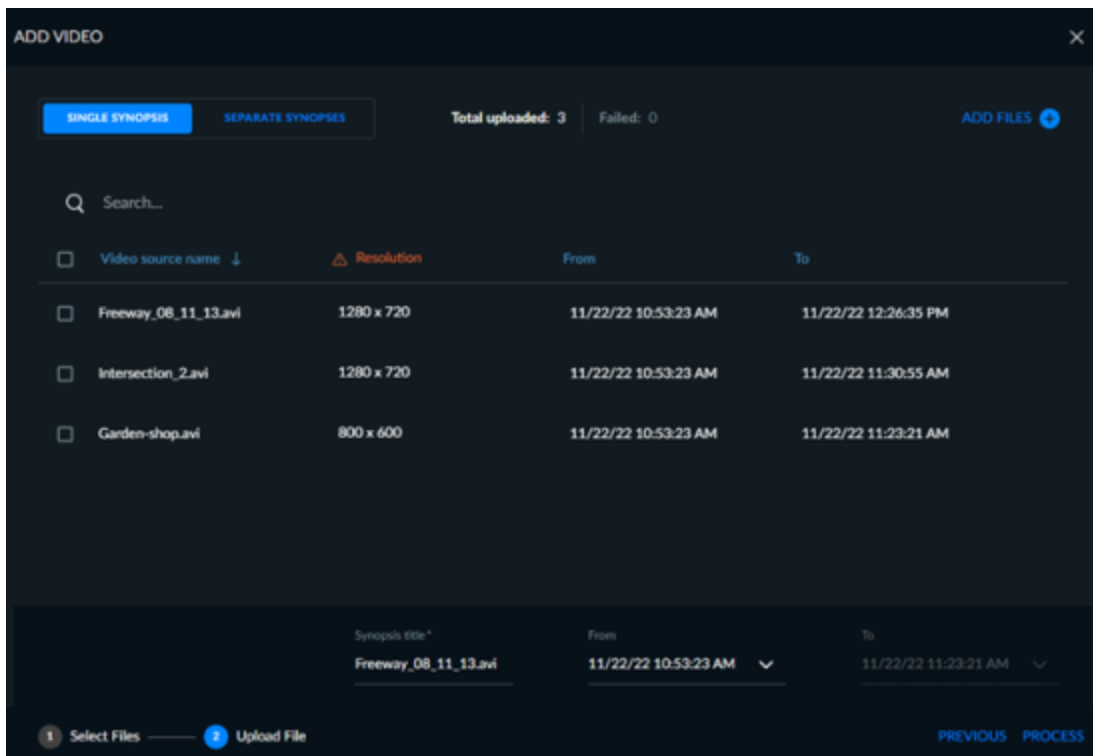 ADD VIDEO
SINGLE SYNOPSIS SEPARATE SYNOPSES Total uploaded: 3 Failed: 0 ADD FILES
Search...
Video source name ↓ Resolution From To
Freeway_08_11_13.avi 1280 x 720 11/22/22 10:53:23 AM 11/22/22 12:26:35 PM
Intersection_2.avi 1280 x 720 11/22/22 10:53:23 AM 11/22/22 11:30:55 AM
Garden-shop.avi 800 x 600 11/22/22 10:53:23 AM 11/22/22 11:23:21 AM
Synopsis title* From To
Freeway_08_11_13.avi 11/22/22 10:53:23 AM 11/22/22 11:23:21 AM
1 Select Files 2 Upload File PREVIOUS PROCESS